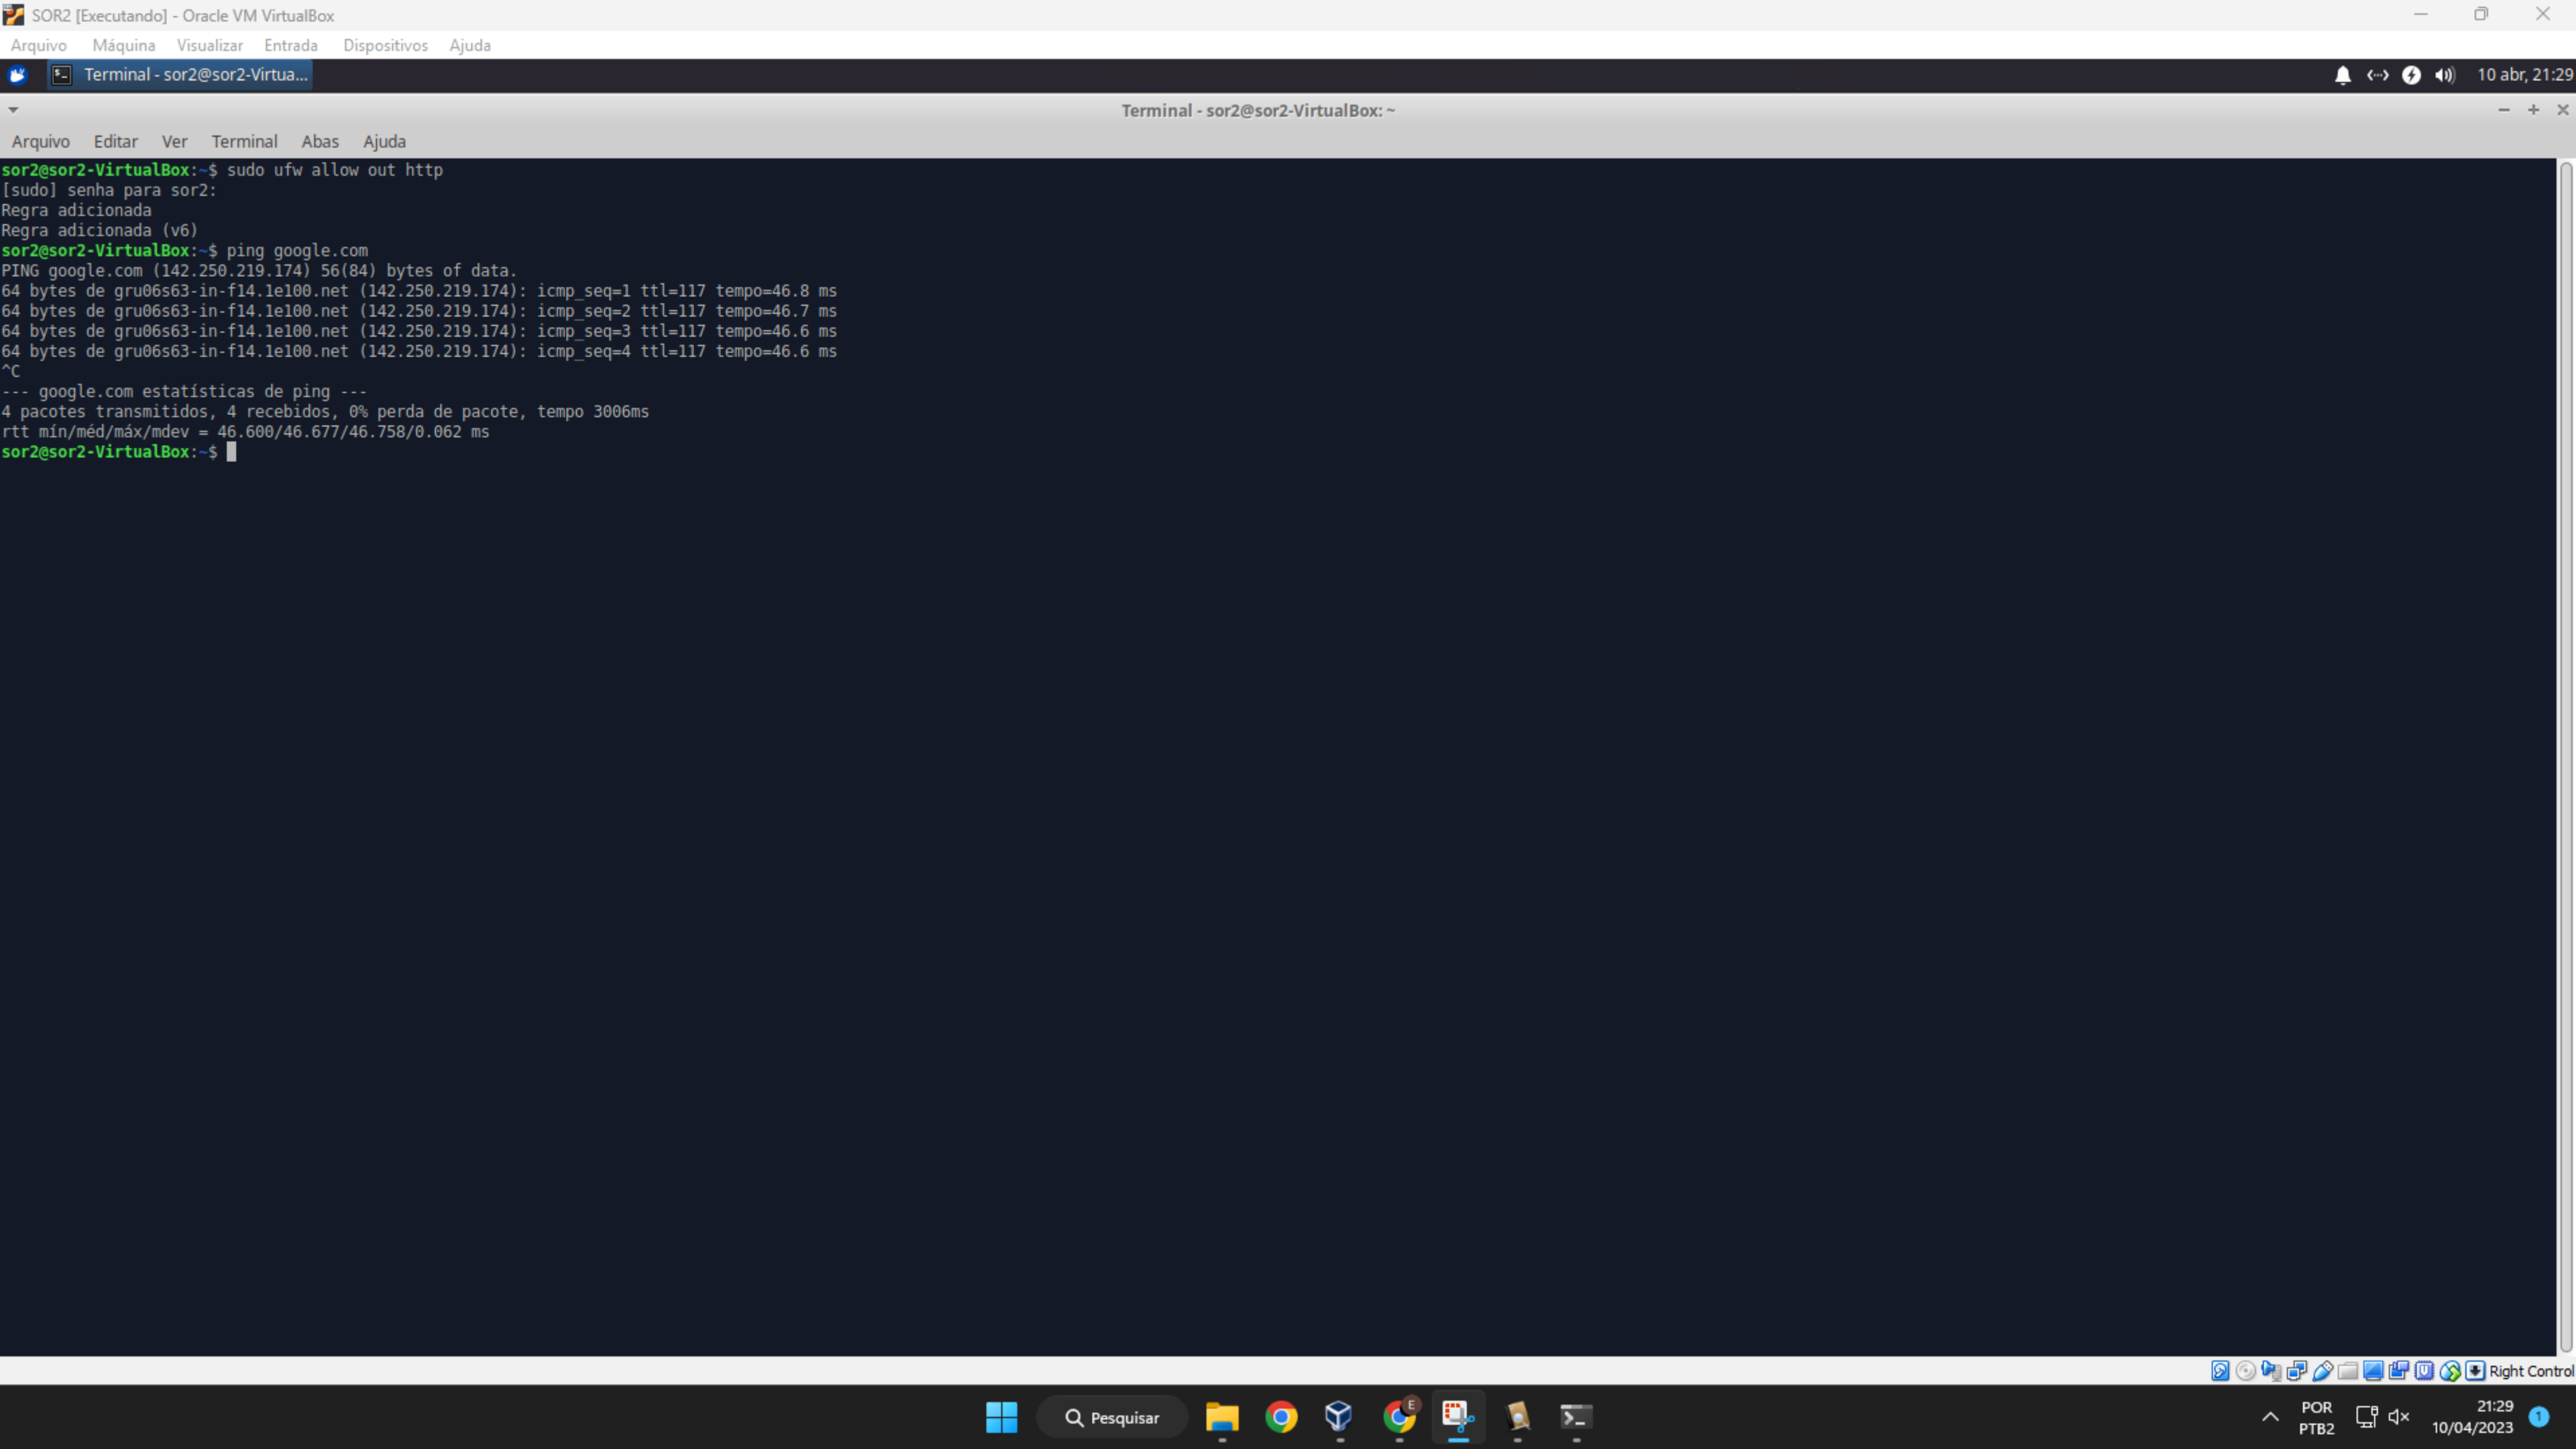 SOR2 [Executando] - Oracle VM VirtualBox
Arquivo Máquina Visualizar Entrada Dispositivos Ajuda
Terminal - sor2@sor2-Virtua... 10 abr, 21:29
Terminal - sor2@sor2-VirtualBox: ~
Arquivo Editar Ver Terminal Abas Ajuda
sor2@sor2-VirtualBox:~$ sudo ufw allow out http
[sudo] senha para sor2:
Regra adicionada
Regra adicionada (v6)
sor2@sor2-VirtualBox:~$ ping google.com
PING google.com (142.250.219.174) 56(84) bytes of data.
64 bytes de gru06s63-in-f14.1e100.net (142.250.219.174): icmp_seq=1 ttl=117 tempo=46.8 ms
64 bytes de gru06s63-in-f14.1e100.net (142.250.219.174): icmp_seq=2 ttl=117 tempo=46.7 ms
64 bytes de gru06s63-in-f14.1e100.net (142.250.219.174): icmp_seq=3 ttl=117 tempo=46.6 ms
64 bytes de gru06s63-in-f14.1e100.net (142.250.219.174): icmp_seq=4 ttl=117 tempo=46.6 ms
^C
--- google.com estatísticas de ping ---
4 pacotes transmitidos, 4 recebidos, 0% perda de pacote, tempo 3006ms
rtt mín/méd/máx/mdev = 46.600/46.677/46.758/0.062 ms
sor2@sor2-VirtualBox:~$
Right Control
Pesquisar
E
POR
PTB2
21:29
10/04/2023
1